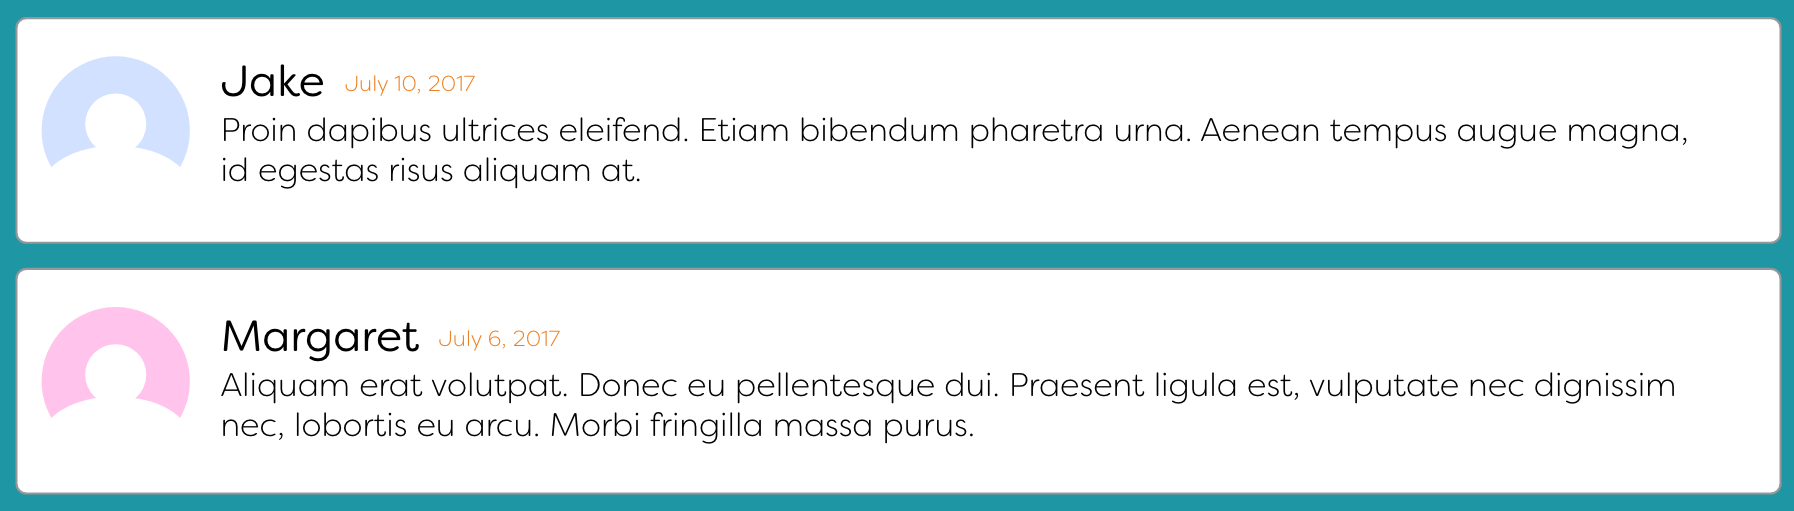 Jake July 10, 2017
Proin dapibus ultrices eleifend. Etiam bibendum pharetra urna. Aenean tempus augue magna,
id egestas risus aliquam at.
Margaret July 6, 2017
Aliquam erat volutpat. Donec eu pellentesque dui. Praesent ligula est, vulputate nec dignissim
nec, lobortis eu arcu. Morbi fringilla massa purus.